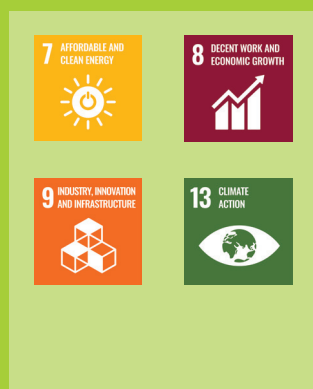 7 AFFORDABLE AND
CLEAN ENERGY
8 DECENT WORK AND
ECONOMIC GROWTH
9 INDUSTRY, INNOVATION
AND INFRASTRUCTURE
13 CLIMATE
ACTION